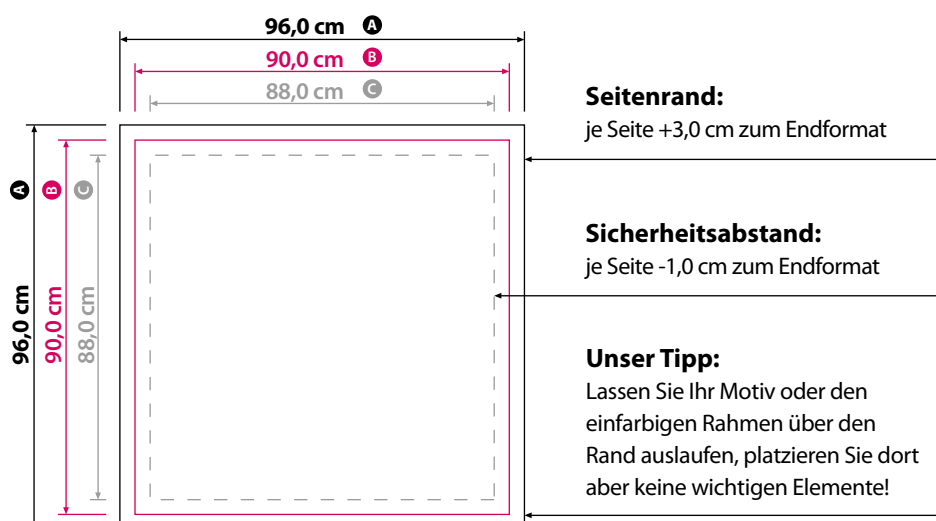 96,0 cm A
90,0 cm B
88,0 cm C
A
B
C
96,0 cm
90,0 cm
88,0 cm
Seitenrand:
je Seite +3,0 cm zum Endformat
Sicherheitsabstand:
je Seite -1,0 cm zum Endformat
Unser Tipp:
Lassen Sie Ihr Motiv oder den
einfarbigen Rahmen über den
Rand auslaufen, platzieren Sie dort
aber keine wichtigen Elemente!